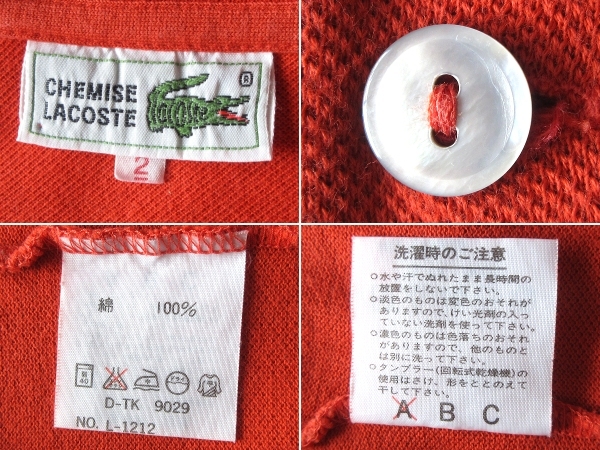 CHEMISE
LACOSTE
®
2
綿 100%
40
D-TK 9029
NO. L-1212
洗濯時のご注意
○水や汗でぬれたまま長時間の
放置をしないで下さい。
○淡色のものは変色のおそれが
ありますので、けい光剤の入っ
ていない洗剤を使って下さい。
○濃色のものは色落ちのおそれ
がありますので、他のものと
は別に洗って下さい。
○タンブラー(回転式乾燥機)の
使用はさけ、形をととのえて
干して下さい。
A B C